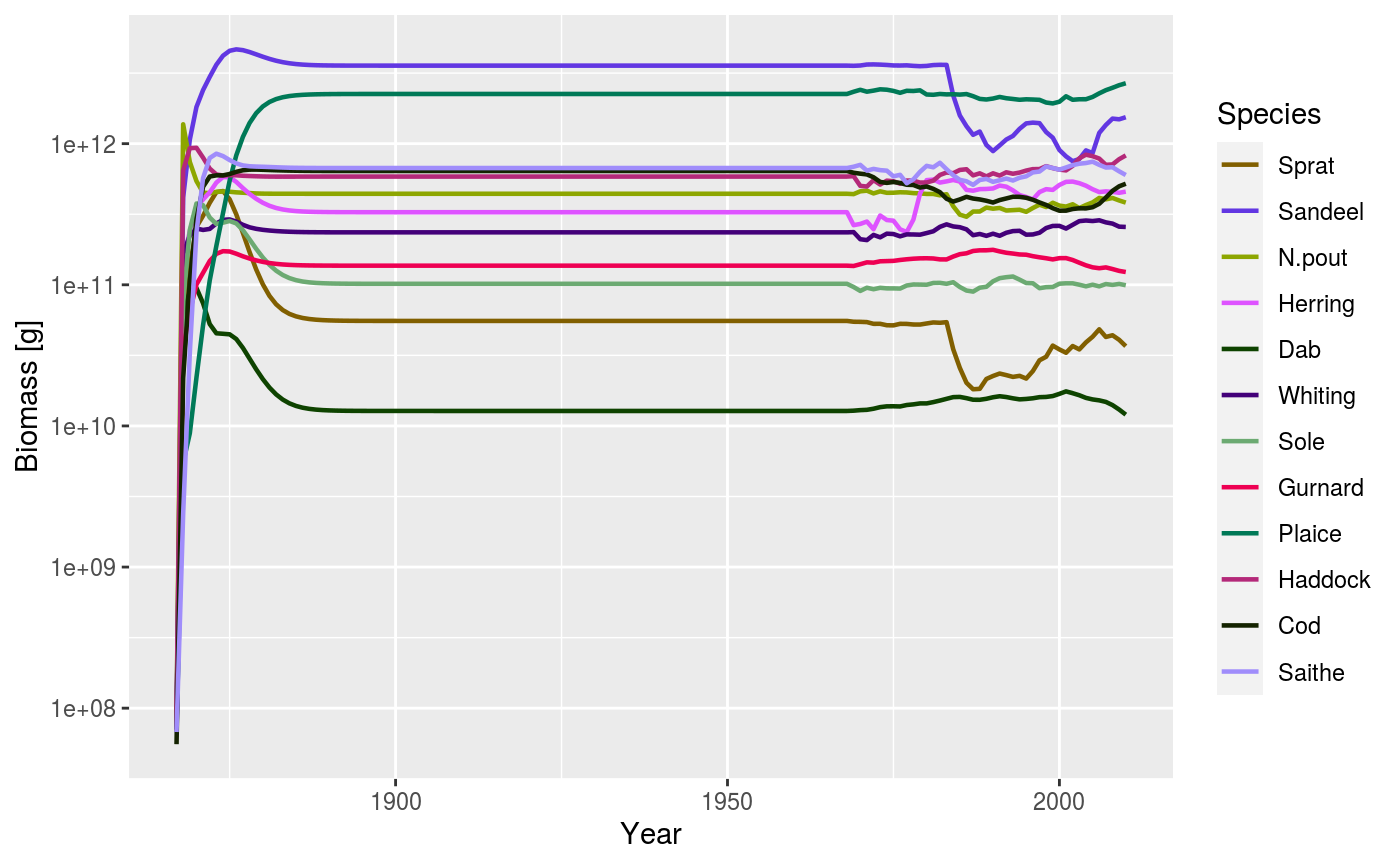 Biomass [g]
1e+12
1e+11
1e+10
1e+09
1e+08
1900
1950
2000
Year
Species
Sprat
Sandeel
N.pout
Herring
Dab
Whiting
Sole
Gurnard
Plaice
Haddock
Cod
Saithe